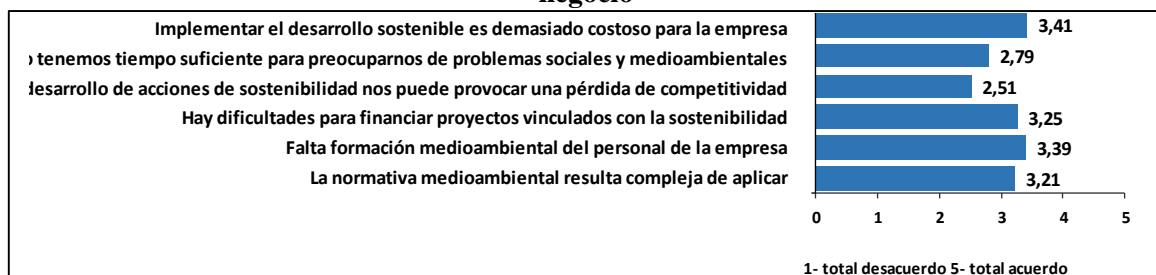 negocio
Implementar el desarrollo sostenible es demasiado costoso para la empresa 3,41
tenemos tiempo suficiente para preocuparnos de problemas sociales y medioambientales 2,79
desarrollo de acciones de sostenibilidad nos puede provocar una pérdida de competitividad 2,51
Hay dificultades para financiar proyectos vinculados con la sostenibilidad 3,25
Falta formación medioambiental del personal de la empresa 3,39
La normativa medioambiental resulta compleja de aplicar 3,21
0 1 2 3 4 5
1- total desacuerdo 5- total acuerdo